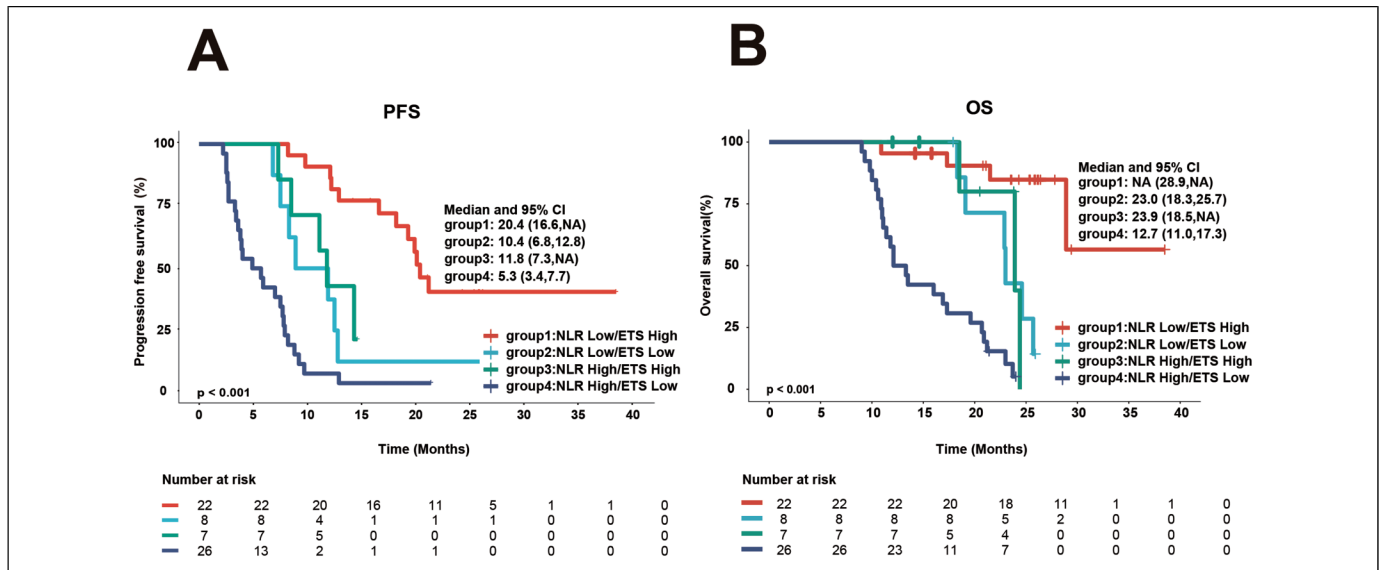 A
PFS
Progression free survival (%)
100
75
50
25
0
Median and 95% CI
group1: 20.4 (16.6,NA)
group2: 10.4 (6.8,12.8)
group3: 11.8 (7.3,NA)
group4: 5.3 (3.4,7.7)
group1:NLR Low/ETS High
group2:NLR Low/ETS Low
group3:NLR High/ETS High
group4:NLR High/ETS Low
p < 0.001
0 5 10 15 20 25 30 35 40
Time (Months)
Number at risk
22 22 20 16 11 5 1 1 0
8 8 4 1 1 1 0 0 0
7 7 5 0 0 0 0 0 0
26 13 2 1 1 0 0 0 0
B
OS
Overall survival(%)
100
75
50
25
0
Median and 95% CI
group1: NA (28.9,NA)
group2: 23.0 (18.3,25.7)
group3: 23.9 (18.5,NA)
group4: 12.7 (11.0,17.3)
group1:NLR Low/ETS High
group2:NLR Low/ETS Low
group3:NLR High/ETS High
group4:NLR High/ETS Low
p < 0.001
0 5 10 15 20 25 30 35 40
Time (Months)
Number at risk
22 22 22 20 18 11 1 1 0
8 8 8 8 5 2 0 0 0
7 7 7 5 4 0 0 0 0
26 26 23 11 7 0 0 0 0